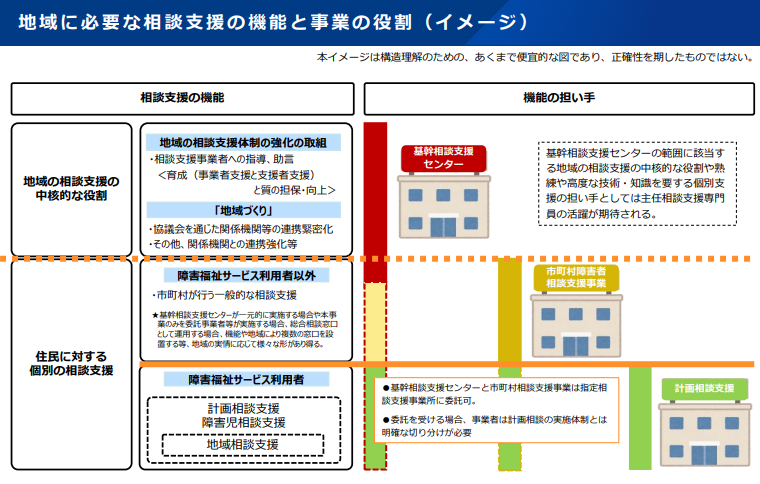 地域に必要な相談支援の機能と事業の役割（イメージ）
本イメージは構造理解のための、あくまで便宜的な図であり、正確性を期したものではない。
相談支援の機能
機能の担い手
地域の相談支援の
中核的な役割
地域の相談支援体制の強化の取組
・相談支援事業者への指導、助言
＜育成（事業者支援と支援者支援）
と質の担保・向上＞
「地域づくり」
・協議会を通じた関係機関等の連携緊密化
・その他、関係機関との連携強化等
基幹相談支援
センター
基幹相談支援センターの範囲に該当す
る地域の相談支援の中核的な役割や熟
練や高度な技術・知識を要する個別支
援の担い手としては主任相談支援専門
員の活躍が期待される。
住民に対する
個別の相談支援
障害福祉サービス利用者以外
・市町村が行う一般的な相談支援
★基幹相談支援センターが一元的に実施する場合や本事
業のみを委託事業者等が実施する場合、総合相談窓口
として運用する場合、機能や地域により複数の窓口を設
置する等、地域の実情に応じて様々な形があり得る。
市町村障害者
相談支援事業
障害福祉サービス利用者
計画相談支援
障害児相談支援
地域相談支援
●基幹相談支援センターと市町村相談支援事業は指定相
談支援事業所に委託可。
●委託を受ける場合、事業者は計画相談の実施体制とは
明確な切り分けが必要
計画相談支援